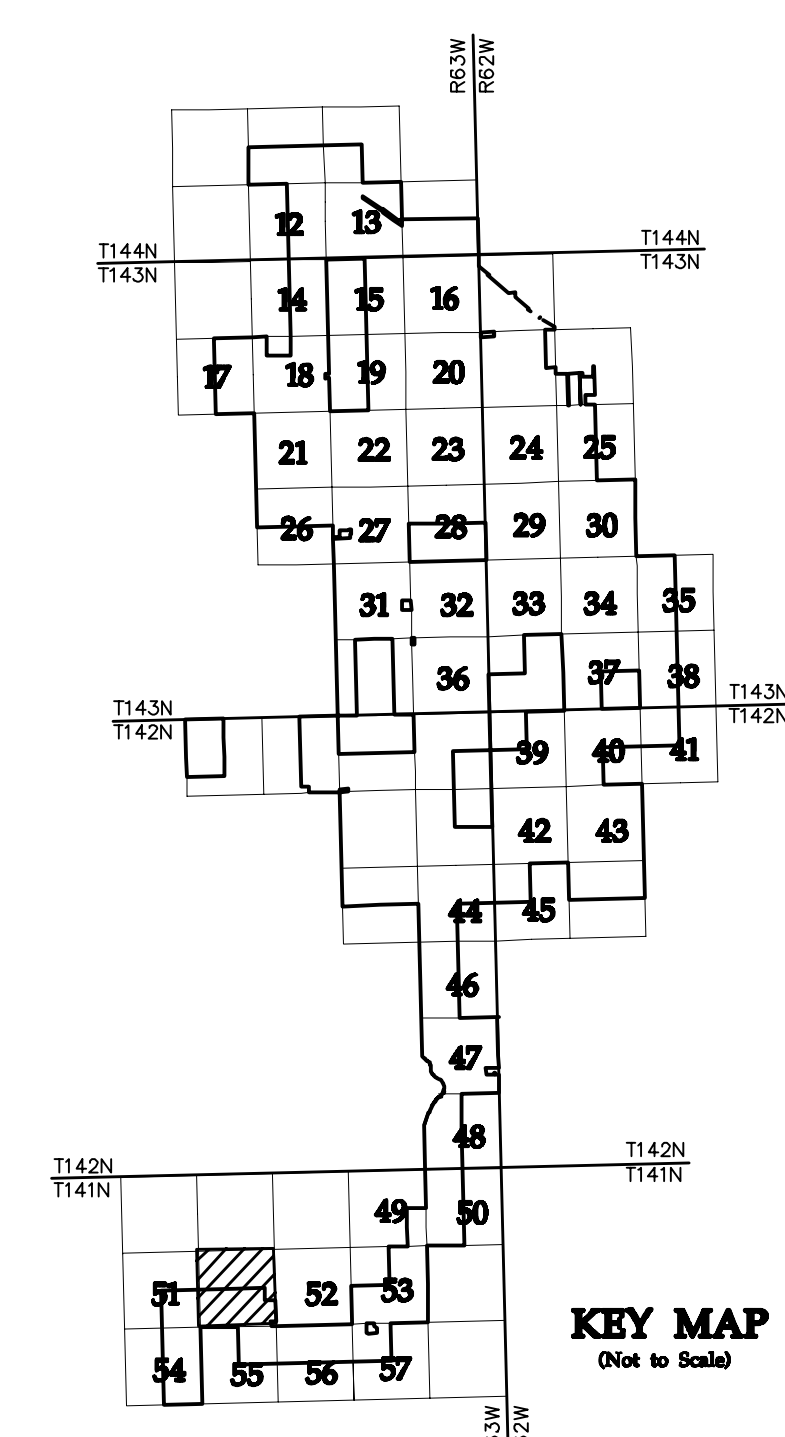 R63W
R62W
12 13
T144N T144N
T143N T143N
14 15 16
17 18 19 20
21 22 23 24 25
26 27 28 29 30
31 32 33 34 35
36 37 38
T143N T143N
T142N T142N
39 40 41
42 43
44 45
46
47
48
T142N T142N
T141N T141N
49 50
51 52 53
54 55 56 57
KEY MAP
(Not to Scale)